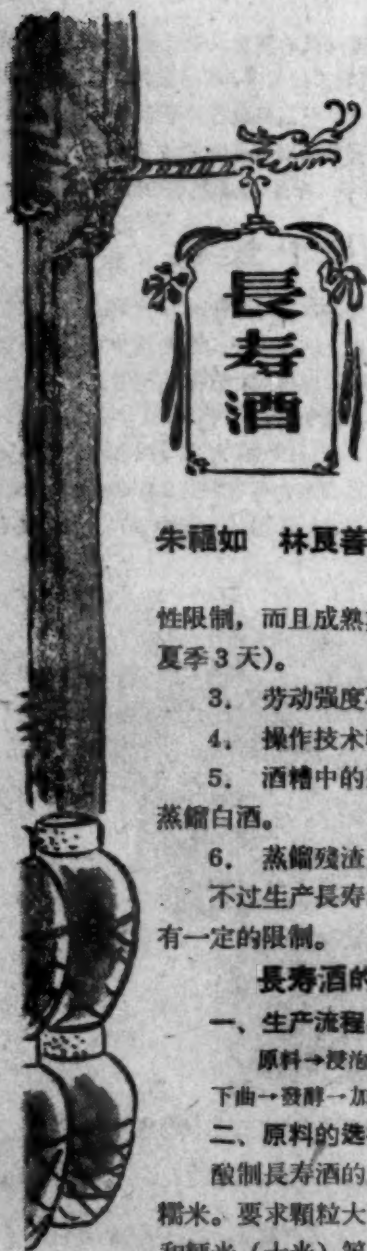 長寿酒
朱福如 林良善
性限制，而且成熟
夏季3天）。
3. 劳动强度
4. 操作技术
5. 酒糟中的
蒸餾白酒。
6. 蒸餾殘渣
不过生产長寿
有一定的限制。
長寿酒的
一、生产流程
原料→浸泡
下曲→發酵→加
二、原料的选
酿制長寿酒的
糯米。要求顆粒大